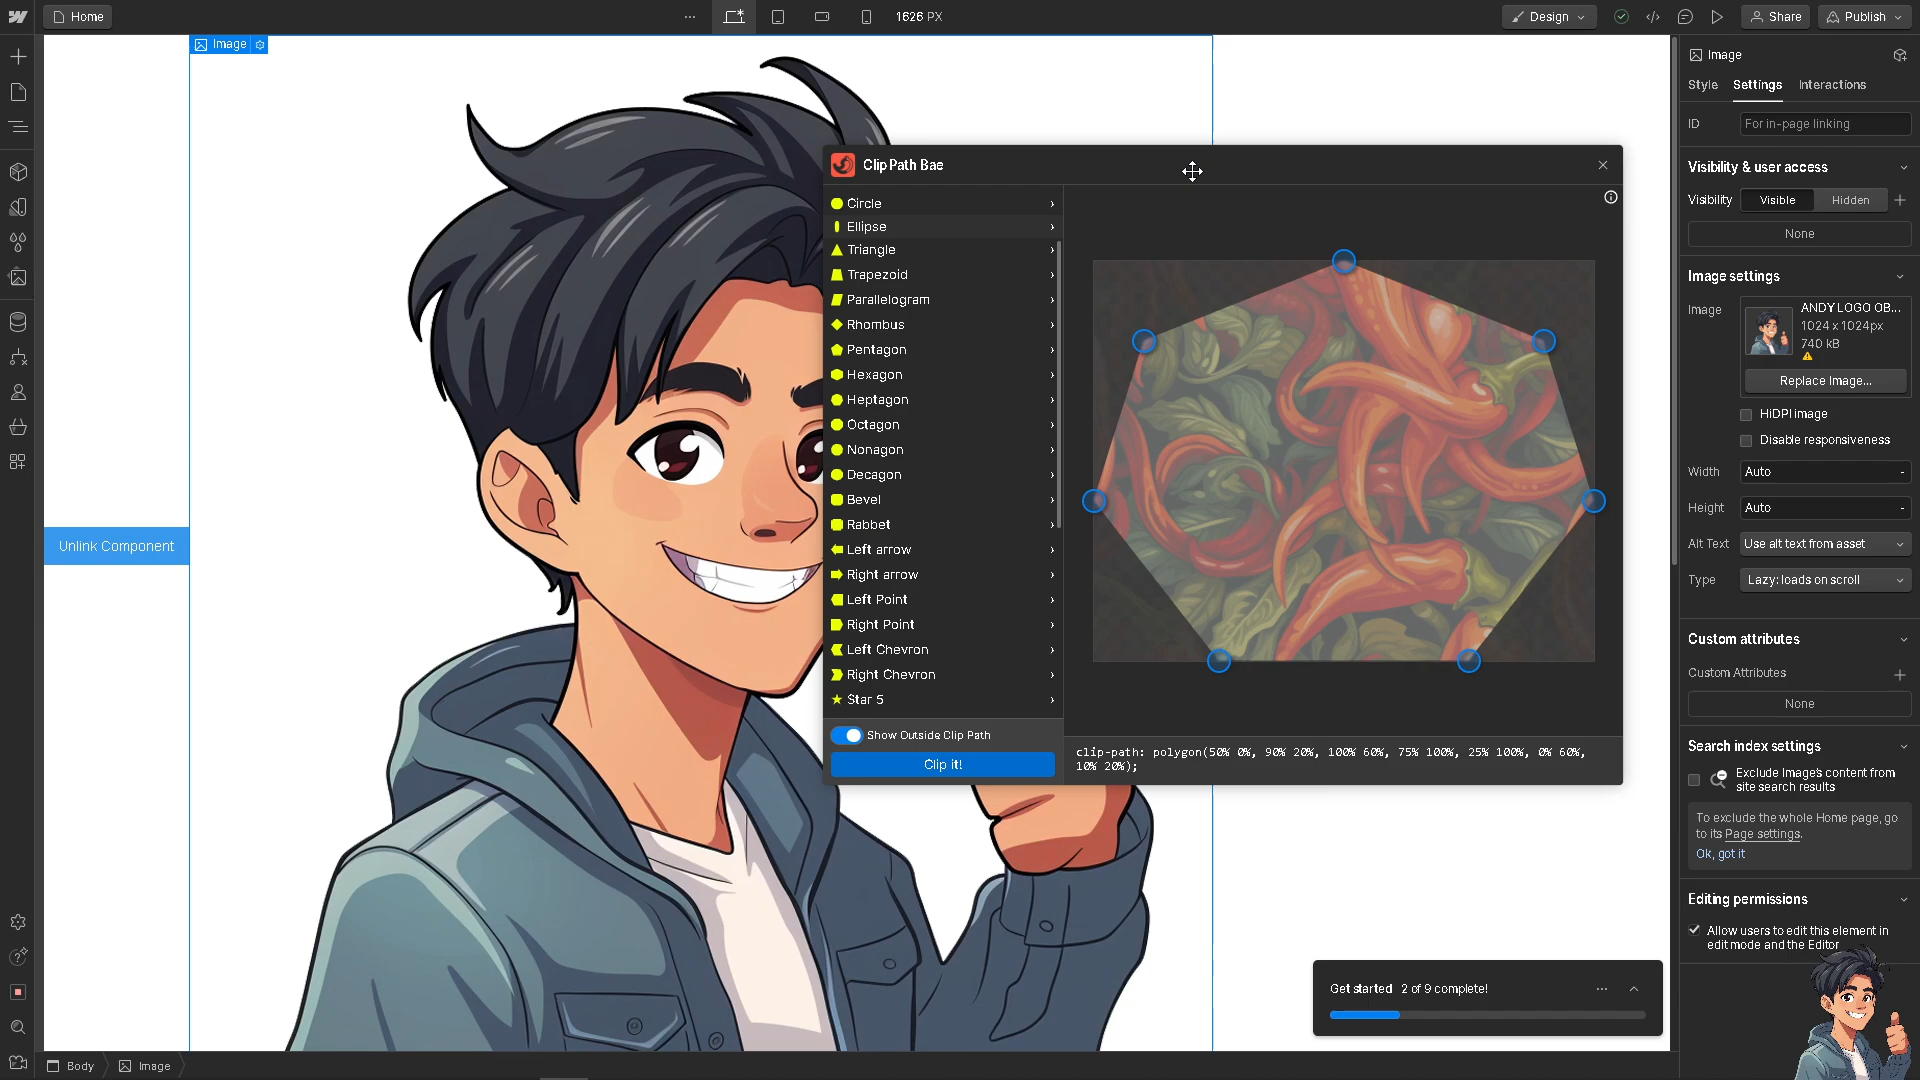 Home
1626 PX
Design
Share
Publish
Image
Image
Style
Settings
Interactions
ID
For in-page linking
Visibility & user access
Visibility
Visible
Hidden
None
Image settings
Image
ANDY LOGO OB...
1024 x 1024px
740 kB
Replace Image...
HiDPI image
Disable responsiveness
Width
Auto
-
Height
Auto
-
Alt Text
Use alt text from asset
Type
Lazy: loads on scroll
Custom attributes
Custom Attributes
None
Search index settings
Exclude Image's content from
site search results
To exclude the whole Home page, go
to its Page settings.
Ok, got it
Editing permissions
Allow users to edit this element in
edit mode and the Editor
Clip Path Bae
Circle
Ellipse
Triangle
Trapezoid
Parallelogram
Rhombus
Pentagon
Hexagon
Heptagon
Octagon
Nonagon
Decagon
Bevel
Rabbet
Left arrow
Right arrow
Left Point
Right Point
Left Chevron
Right Chevron
Star 5
Show Outside Clip Path
Clip it!
clip-path: polygon(50% 0%, 90% 20%, 100% 60%, 75% 100%, 25% 100%, 0% 60%,
10% 20%);
Unlink Component
Get started 2 of 9 complete!
Body
Image